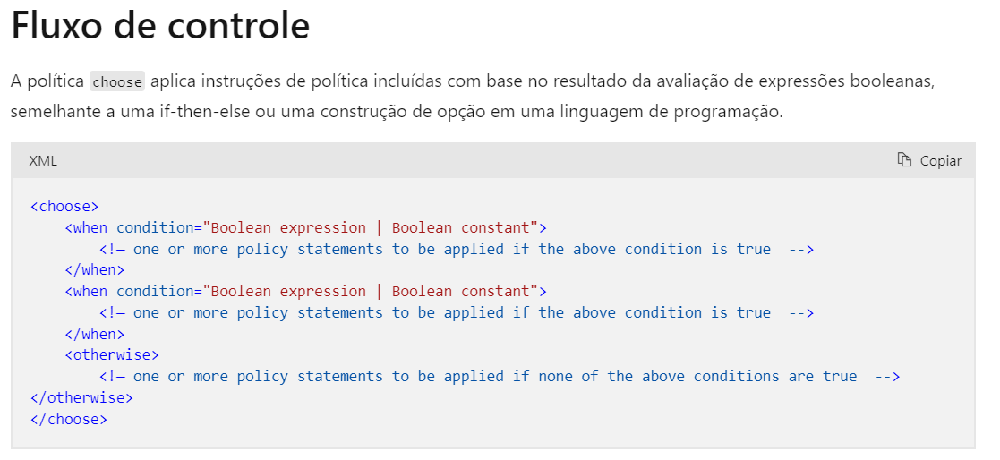 Fluxo de controle
A política choose aplica instruções de política incluídas com base no resultado da avaliação de expressões booleanas,
semelhante a uma if-then-else ou uma construção de opção em uma linguagem de programação.
XML
Copiar
<choose>
    <when condition="Boolean expression | Boolean constant">
        <!— one or more policy statements to be applied if the above condition is true  -->
    </when>
    <when condition="Boolean expression | Boolean constant">
        <!— one or more policy statements to be applied if the above condition is true  -->
    </when>
    <otherwise>
        <!— one or more policy statements to be applied if none of the above conditions are true  -->
</otherwise>
</choose>